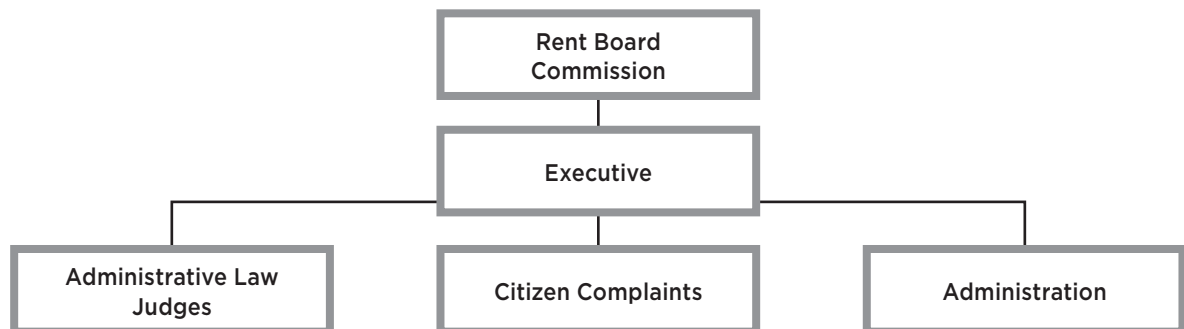 Rent Board
Commission
Executive
Administrative Law
Judges
Citizen Complaints
Administration